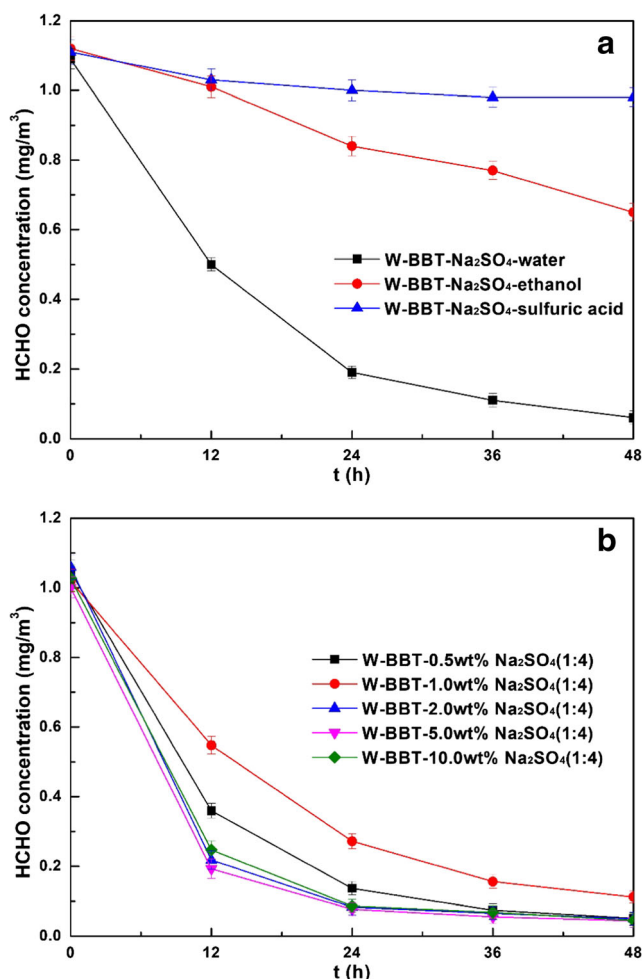 a
1.2
1.0
0.8
0.6
0.4
0.2
0.0
HCHO concentration (mg/m³)
W-BBT-Na₂SO₄-water
W-BBT-Na₂SO₄-ethanol
W-BBT-Na₂SO₄-sulfuric acid
0 12 24 36 48
t (h)
b
1.2
1.0
0.8
0.6
0.4
0.2
0.0
HCHO concentration (mg/m³)
W-BBT-0.5wt% Na₂SO₄(1:4)
W-BBT-1.0wt% Na₂SO₄(1:4)
W-BBT-2.0wt% Na₂SO₄(1:4)
W-BBT-5.0wt% Na₂SO₄(1:4)
W-BBT-10.0wt% Na₂SO₄(1:4)
0 12 24 36 48
t (h)